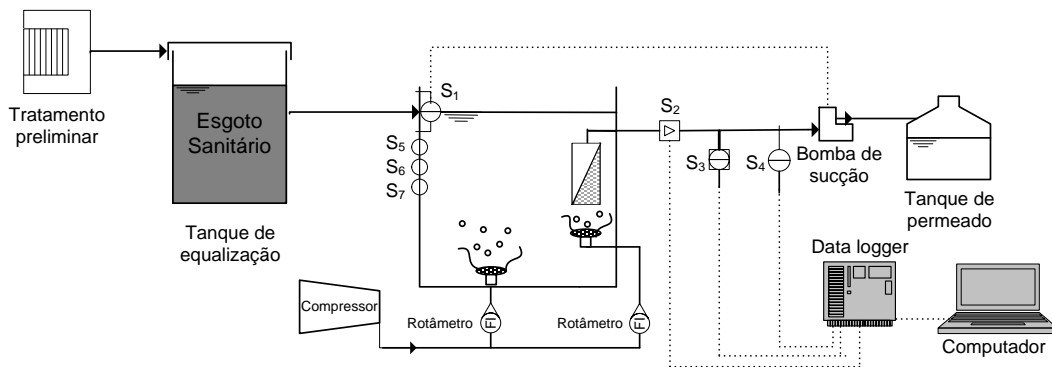 Tratamento
preliminar
Esgoto
Sanitário
Tanque de
equalização
S1
S5
S6
S7
S2
S3
S4
Bomba de
sucção
Tanque de
permeado
Compressor
Rotâmetro
FI
Rotâmetro
FI
Data logger
Computador